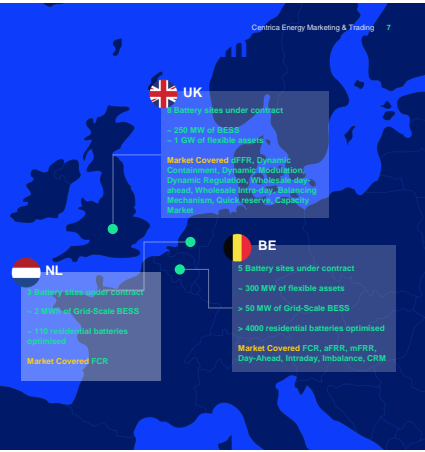 Centrica Energy Marketing & Trading 7
UK
8 Battery sites under contract
~ 250 MW of BESS
~ 1 GW of flexible assets
Market Covered dFFR, Dynamic
Containment, Dynamic Modulation,
Dynamic Regulation, Wholesale day-
ahead, Wholesale Intra-day, Balancing
Mechanism, Quick reserve, Capacity
Market
BE
5 Battery sites under contract
~ 300 MW of flexible assets
> 50 MW of Grid-Scale BESS
> 4000 residential batteries optimised
Market Covered FCR, aFRR, mFRR,
Day-Ahead, Intraday, Imbalance, CRM
NL
Battery sites under contract
~ 2 MWh of Grid-Scale BESS
~ 110 residential batteries
optimised
Market Covered FCR